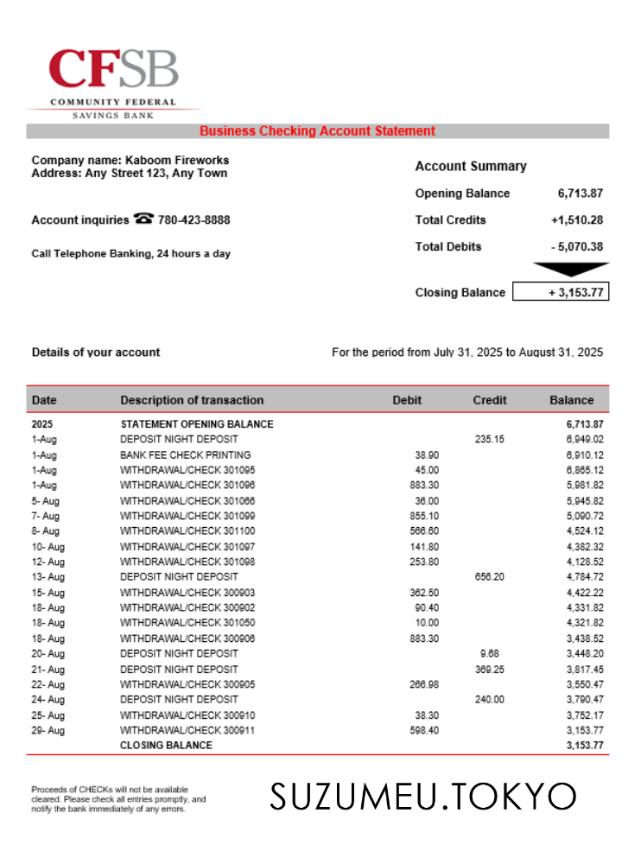 CFSB
COMMUNITY FEDERAL
SAVINGS BANK
Business Checking Account Statement
Company name: Kaboom Fireworks
Address: Any Street 123, Any Town
Account inquiries ☎ 780-423-8888
Call Telephone Banking, 24 hours a day
Account Summary
Opening Balance 6,713.87
Total Credits +1,510.28
Total Debits - 5,070.38
Closing Balance + 3,153.77
Details of your account For the period from July 31, 2025 to August 31, 2025
Date Description of transaction Debit Credit Balance
2025 STATEMENT OPENING BALANCE 6,713.87
1-Aug DEPOSIT NIGHT DEPOSIT 235.15 6,949.02
1-Aug BANK FEE CHECK PRINTING 38.90 6,910.12
1-Aug WITHDRAWAL/CHECK 301095 45.00 6,865.12
1-Aug WITHDRAWAL/CHECK 301096 883.30 5,981.82
5- Aug WITHDRAWAL/CHECK 301066 36.00 5,945.82
7- Aug WITHDRAWAL/CHECK 301099 855.10 5,090.72
8- Aug WITHDRAWAL/CHECK 301100 566.60 4,524.12
10- Aug WITHDRAWAL/CHECK 301097 141.80 4,382.32
12- Aug WITHDRAWAL/CHECK 301098 253.80 4,128.52
13- Aug DEPOSIT NIGHT DEPOSIT 656.20 4,784.72
15- Aug WITHDRAWAL/CHECK 300903 362.50 4,422.22
18- Aug WITHDRAWAL/CHECK 300902 90.40 4,331.82
18- Aug WITHDRAWAL/CHECK 301050 10.00 4,321.82
18- Aug WITHDRAWAL/CHECK 300906 883.30 3,438.52
20- Aug DEPOSIT NIGHT DEPOSIT 9.68 3,448.20
21- Aug DEPOSIT NIGHT DEPOSIT 369.25 3,817.45
22- Aug WITHDRAWAL/CHECK 300905 266.98 3,550.47
24- Aug DEPOSIT NIGHT DEPOSIT 240.00 3,790.47
25- Aug WITHDRAWAL/CHECK 300910 38.30 3,752.17
29- Aug WITHDRAWAL/CHECK 300911 598.40 3,153.77
CLOSING BALANCE 3,153.77
Proceeds of CHECKs will not be available
cleared. Please check all entries promptly, and
notify the bank immediately of any errors.
SUZUMEU.TOKYO